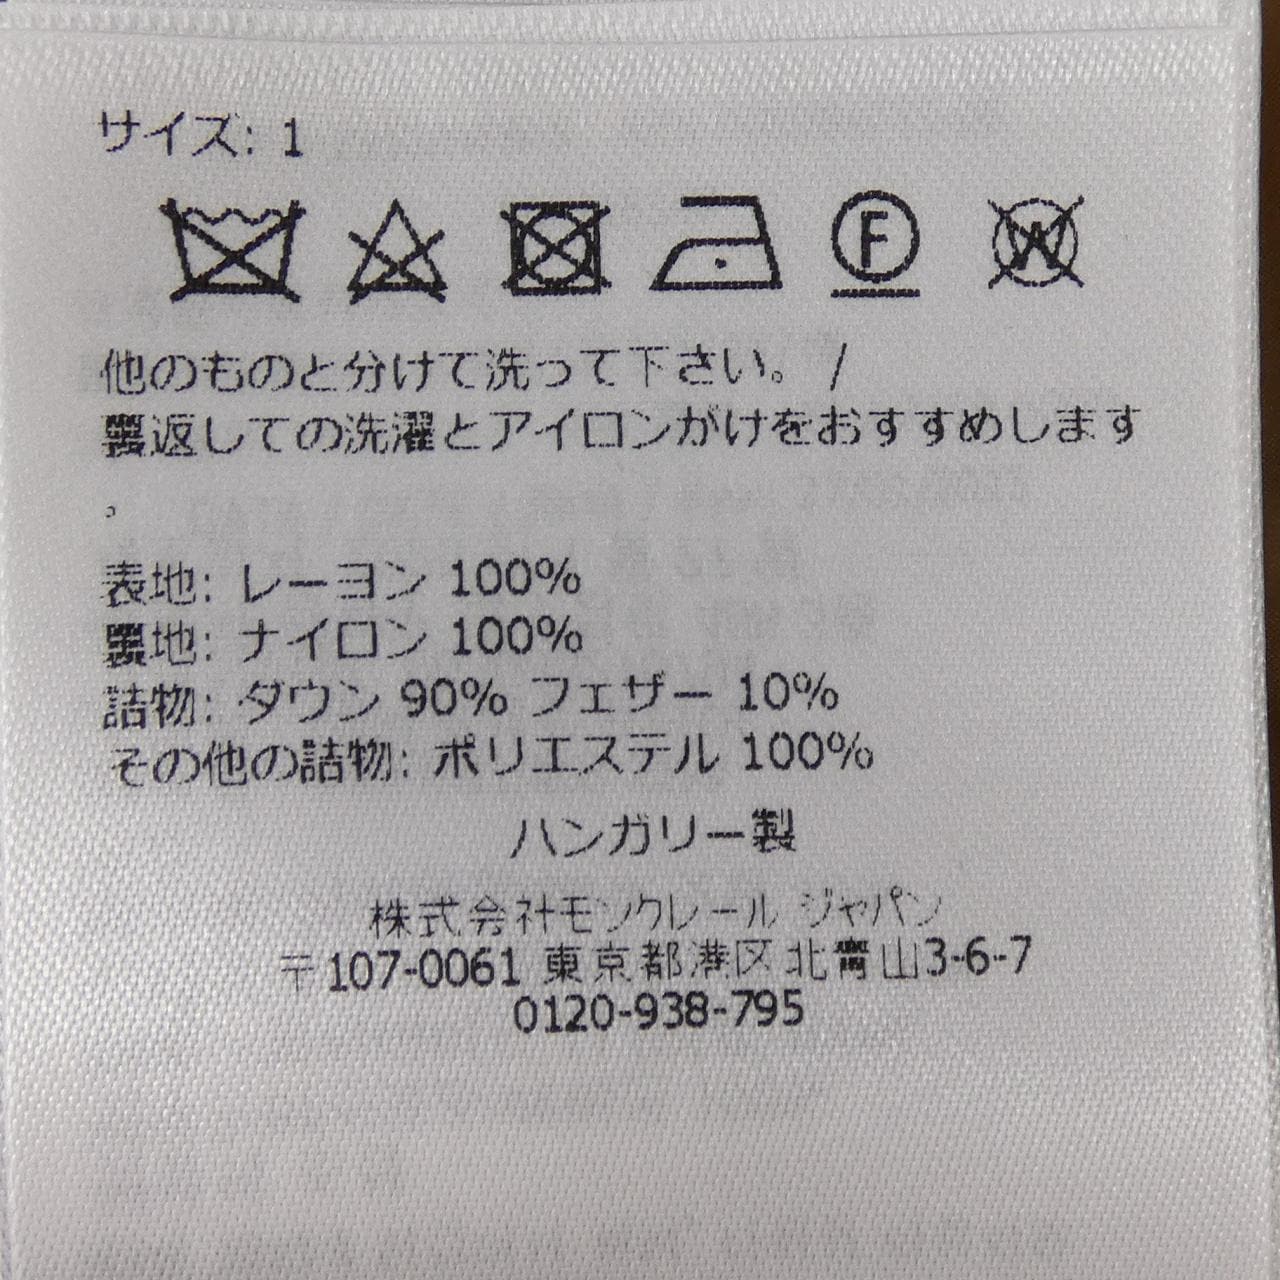 サイズ: 1
F W
他のものと分けて洗って下さい。 /
裏返しての洗濯とアイロンがけをおすすめします
。
表地: レーヨン 100%
裏地: ナイロン 100%
詰物: ダウン 90% フェザー 10%
その他の詰物: ポリエステル 100%
ハンガリー製
株式会社モンクレール ジャパン
〒107-0061 東京都港区北青山3-6-7
0120-938-795